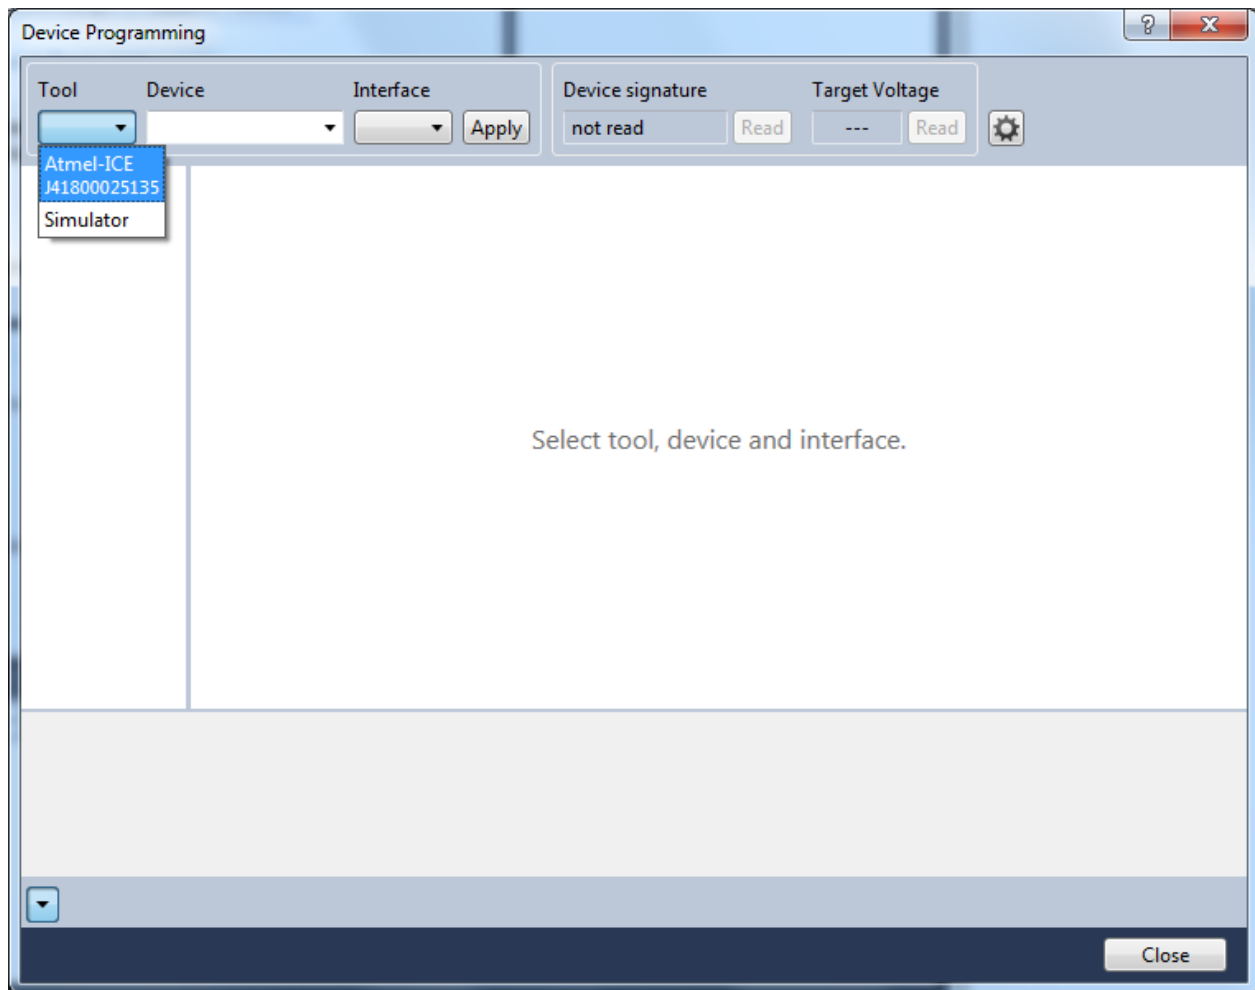 Device Programming
Tool Device Interface Device signature Target Voltage
Apply not read Read --- Read
Atmel-ICE
J41800025135
Simulator
Select tool, device and interface.
Close